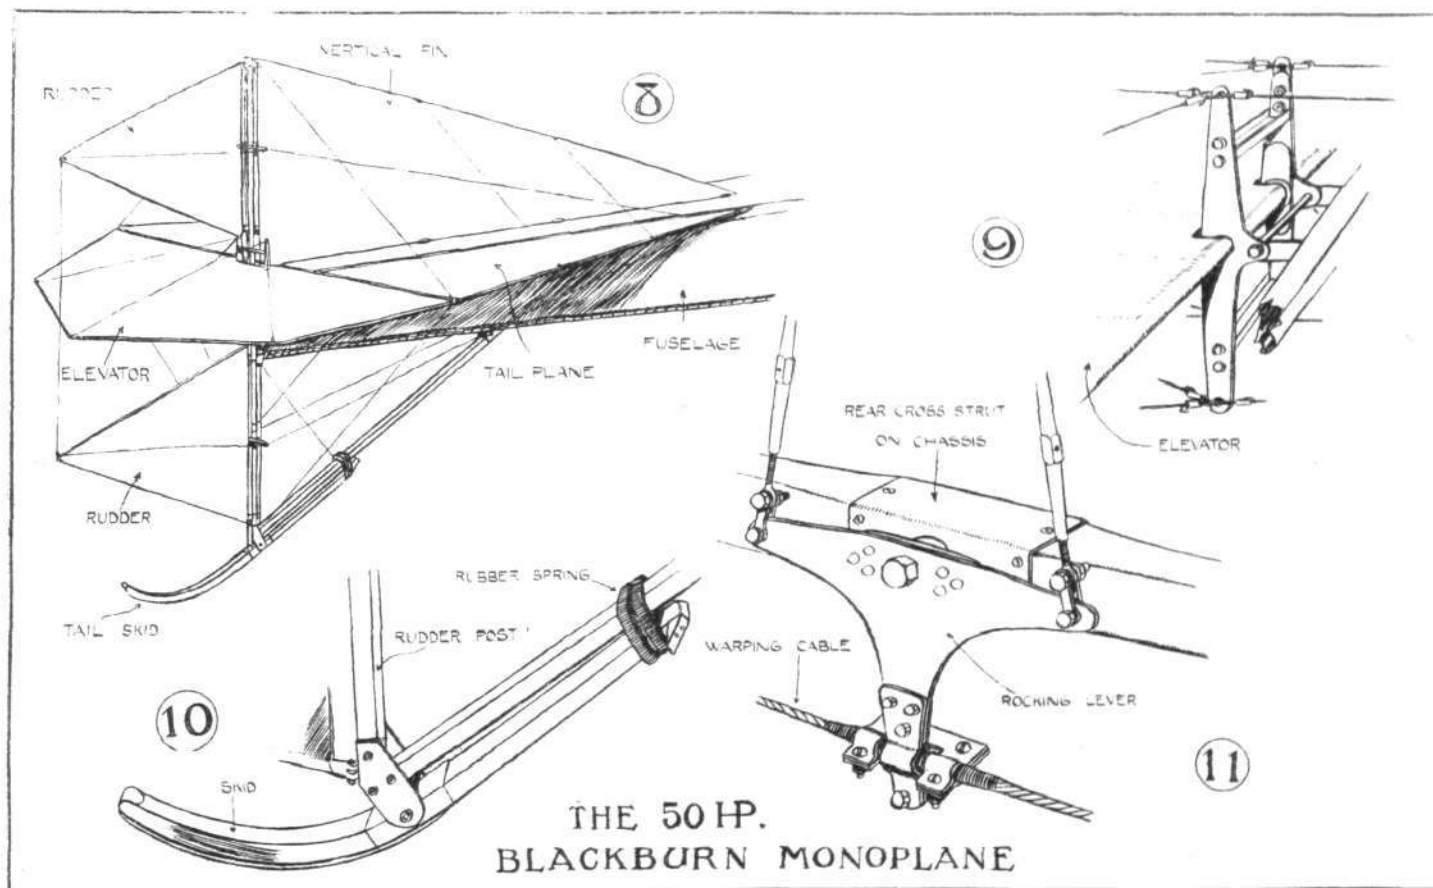 VERTICAL FIN
RUDDER
8
ELEVATOR
TAIL PLANE
FUSELAGE
RUDDER
TAIL SKID
9
ELEVATOR
REAR CROSS STRUT
ON CHASSIS
RUBBER SPRING
RUDDER POST
10
SKID
WARPING CABLE
ROCKING LEVER
11
THE 50 HP.
BLACKBURN MONOPLANE